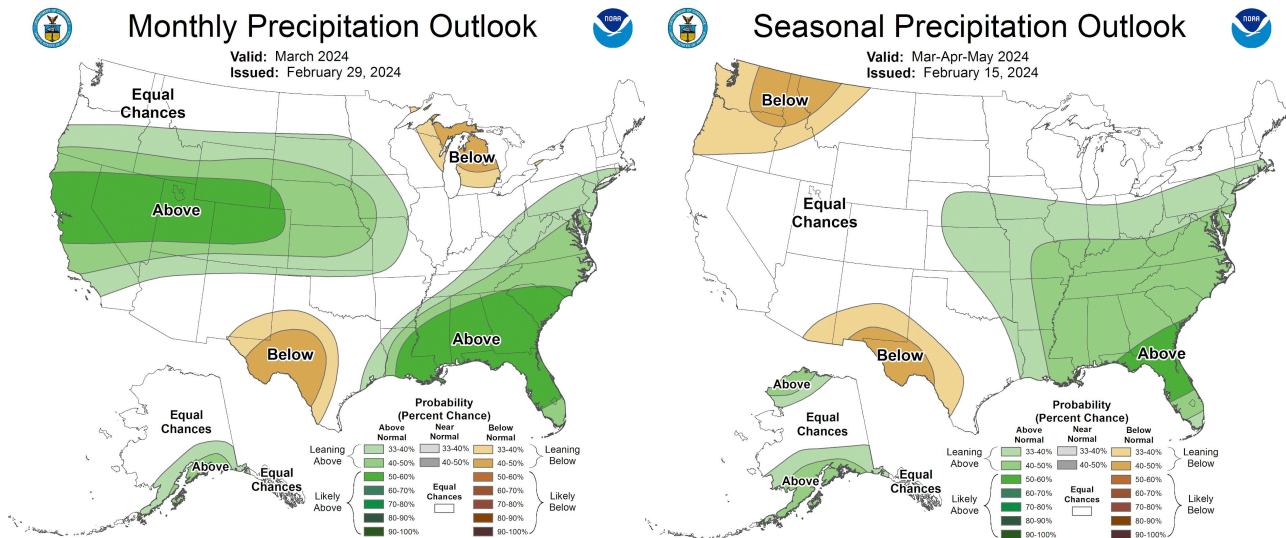 Monthly Precipitation Outlook
NOAA
Valid: March 2024
Issued: February 29, 2024
Equal
Chances
Below
Above
Above
Below
Equal
Chances
Above
Equal
Chances
Probability
(Percent Chance)
Above
Normal
Near
Normal
Below
Normal
Leaning
Above
33-40%
33-40%
33-40%
Leaning
Below
40-50%
40-50%
40-50%
Likely
Above
50-60%
50-60%
Likely
Below
60-70%
Equal
Chances
60-70%
70-80%
70-80%
80-90%
80-90%
90-100%
90-100%
Seasonal Precipitation Outlook
NOAA
Valid: Mar-Apr-May 2024
Issued: February 15, 2024
Below
Equal
Chances
Below
Above
Above
Equal
Chances
Above
Equal
Chances
Probability
(Percent Chance)
Above
Normal
Near
Normal
Below
Normal
Leaning
Above
33-40%
33-40%
33-40%
Leaning
Below
40-50%
40-50%
40-50%
Likely
Above
50-60%
50-60%
Likely
Below
60-70%
Equal
Chances
60-70%
70-80%
70-80%
80-90%
80-90%
90-100%
90-100%